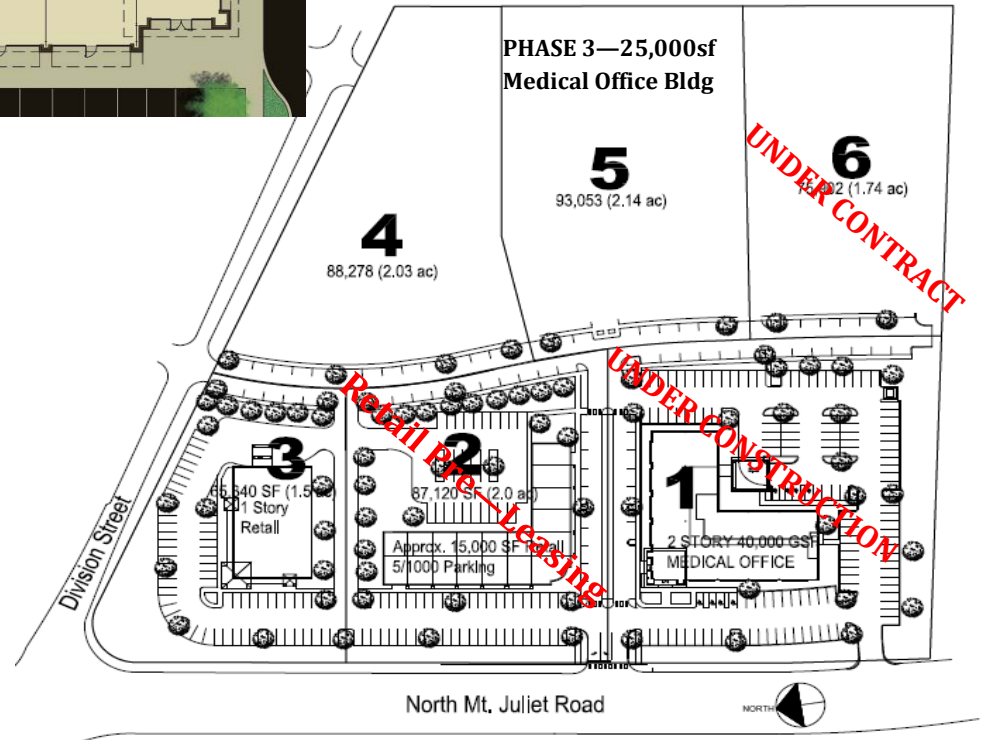 PHASE 3—25,000sf
Medical Office Bldg
5
93,053 (2.14 ac)
6
(1.74 ac)
UNDER CONTRACT
4
88,278 (2.03 ac)
3
(1.5
1 Story
Retail
2
87,120 SF (2.0 ac)
Approx. 15,000 SF Retail
5/1000 Parking
Retail Pre—Leasing
1
2 STORY 40,000 GSF
MEDICAL OFFICE
UNDER CONSTRUCTION
Division Street
North Mt. Juliet Road
NORTH